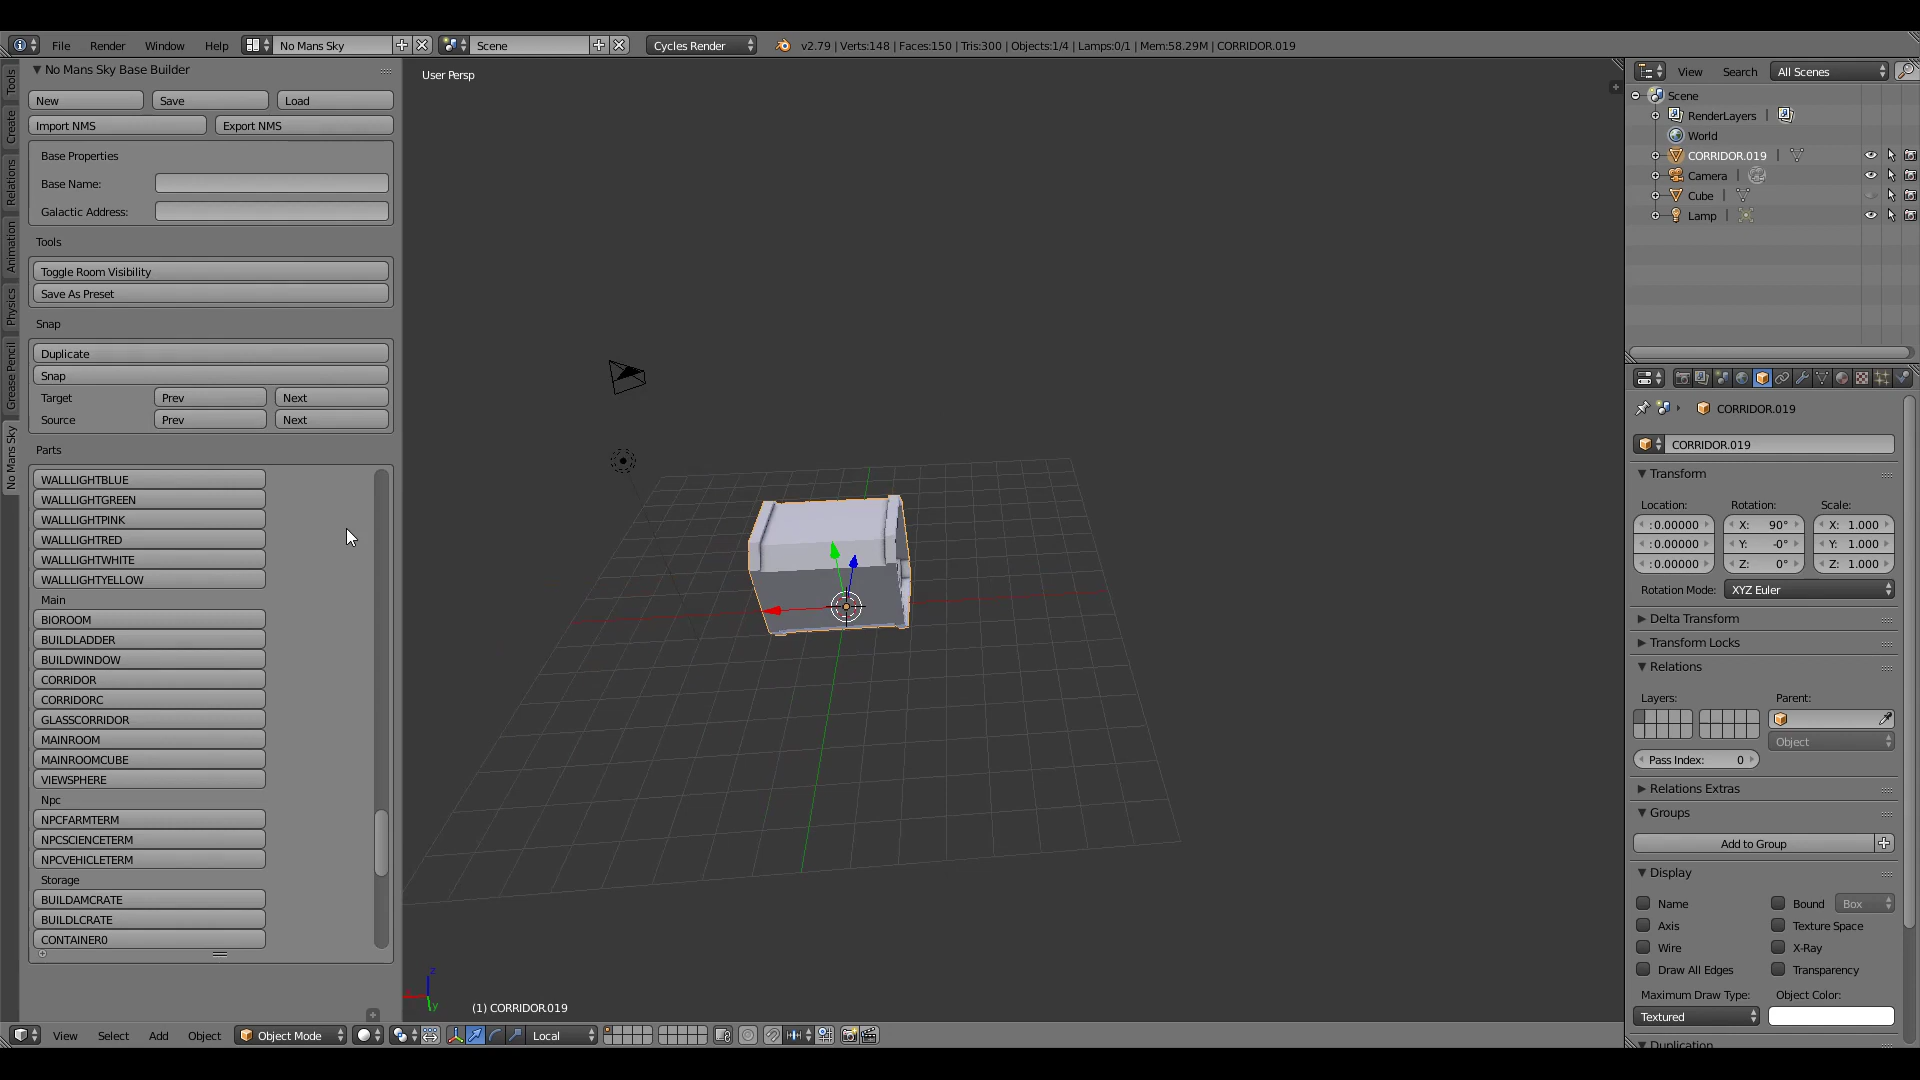 File Render Window Help No Mans Sky Scene Cycles Render v2.79 | Verts:148 | Faces:150 | Tris:300 | Objects:1/4 | Lamps:0/1 | Mem:58.29M | CORRIDOR.019
Tools
Create
Relations
Animation
Physics
Grease Pencil
No Mans Sky
No Mans Sky Base Builder
New Save Load
Import NMS Export NMS
Base Properties
Base Name:
Galactic Address:
Tools
Toggle Room Visibility
Save As Preset
Snap
Duplicate
Snap
Target Prev Next
Source Prev Next
Parts
WALLLIGHTBLUE
WALLLIGHTGREEN
WALLLIGHTPINK
WALLLIGHTRED
WALLLIGHTWHITE
WALLLIGHTYELLOW
Main
BIOROOM
BUILDLADDER
BUILDWINDOW
CORRIDOR
CORRIDORC
GLASSCORRIDOR
MAINROOM
MAINROOMCUBE
VIEWSPHERE
Npc
NPCFARMTERM
NPCSCIENCETERM
NPCVEHICLETERM
Storage
BUILDAMCRATE
BUILDLCRATE
CONTAINER0
User Persp
z
y
(1) CORRIDOR.019
View Select Add Object Object Mode Local
View Search All Scenes
Scene
RenderLayers |
World
CORRIDOR.019 |
Camera |
Cube |
Lamp |
CORRIDOR.019
CORRIDOR.019
Transform
Location: Rotation: Scale:
:0.00000 X: 90° X: 1.000
:0.00000 Y: -0° Y: 1.000
:0.00000 Z: 0° Z: 1.000
Rotation Mode: XYZ Euler
Delta Transform
Transform Locks
Relations
Layers: Parent:
Object
Pass Index: 0
Relations Extras
Groups
Add to Group
Display
Name Bound Box
Axis Texture Space
Wire X-Ray
Draw All Edges Transparency
Maximum Draw Type: Object Color:
Textured
Duplication